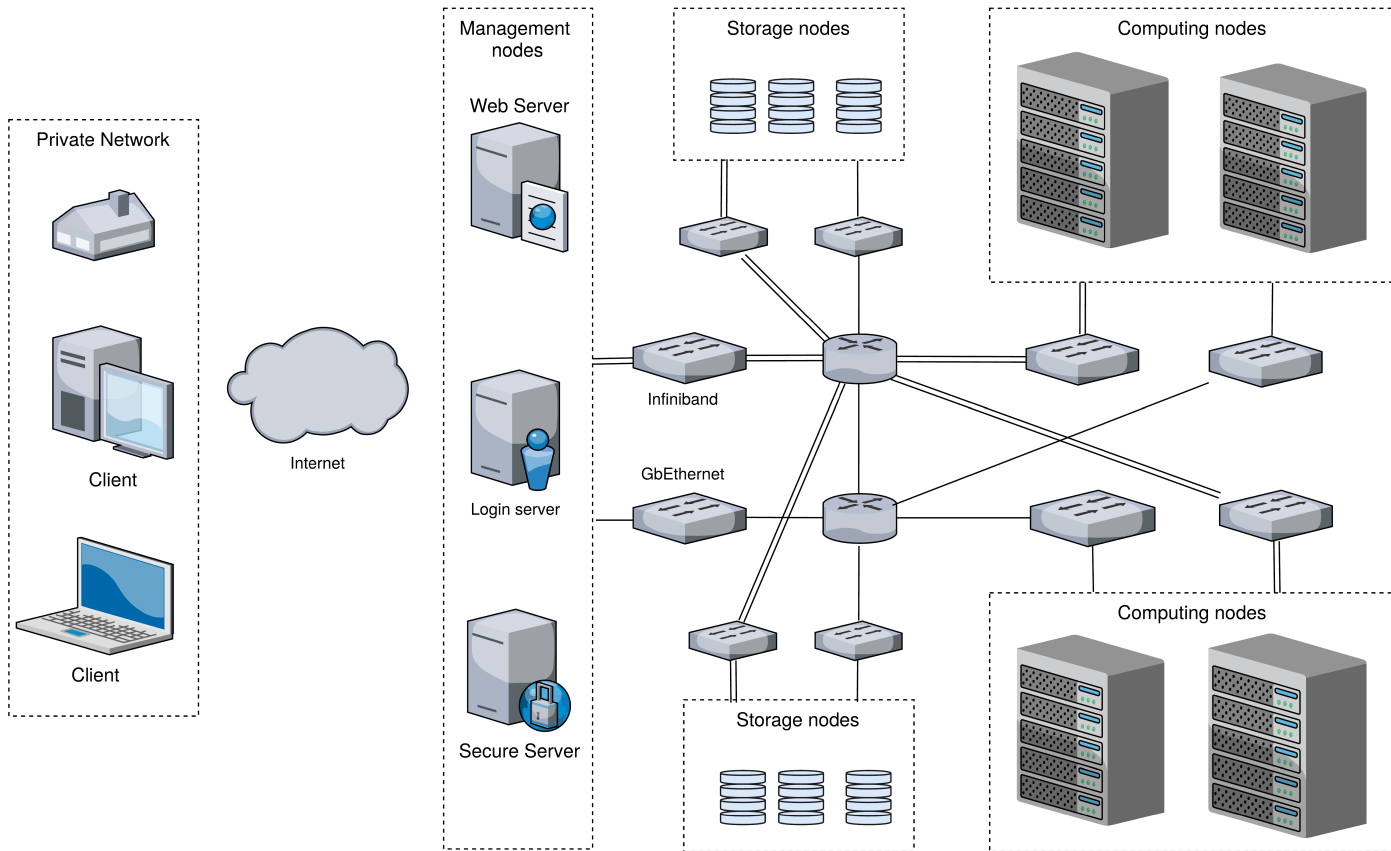 Private Network
Client
Client
Internet
Management
nodes
Web Server
Login server
Secure Server
Storage nodes
Computing nodes
Infiniband
GbEthernet
Storage nodes
Computing nodes